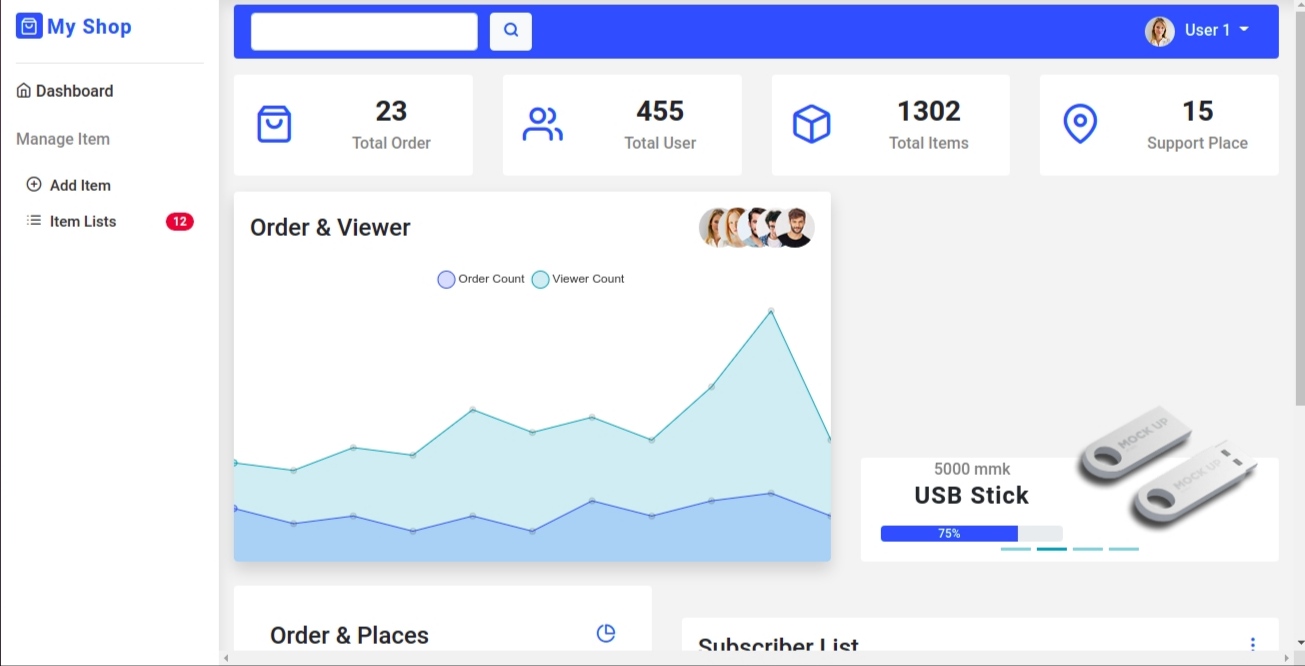 My Shop
User 1
Dashboard
Manage Item
Add Item
Item Lists 12
23
Total Order
455
Total User
1302
Total Items
15
Support Place
Order & Viewer
Order Count Viewer Count
5000 mmk
USB Stick
75%
MOCK UP
MOCK UP
Order & Places
Subscriber List